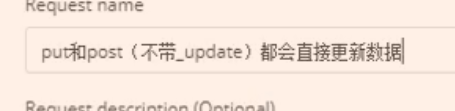 Request name
put和post（不带_update）都会直接更新数据
Request description (Optional)